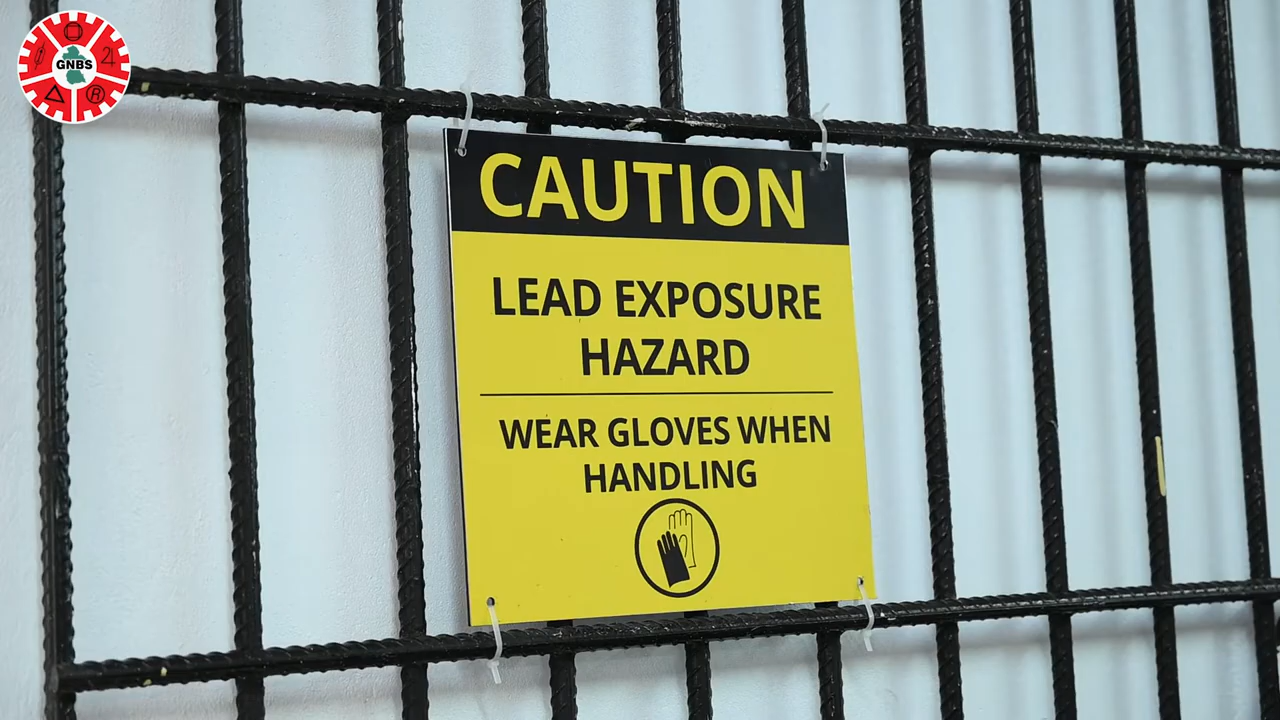 GNBS
CAUTION
LEAD EXPOSURE
HAZARD
WEAR GLOVES WHEN
HANDLING